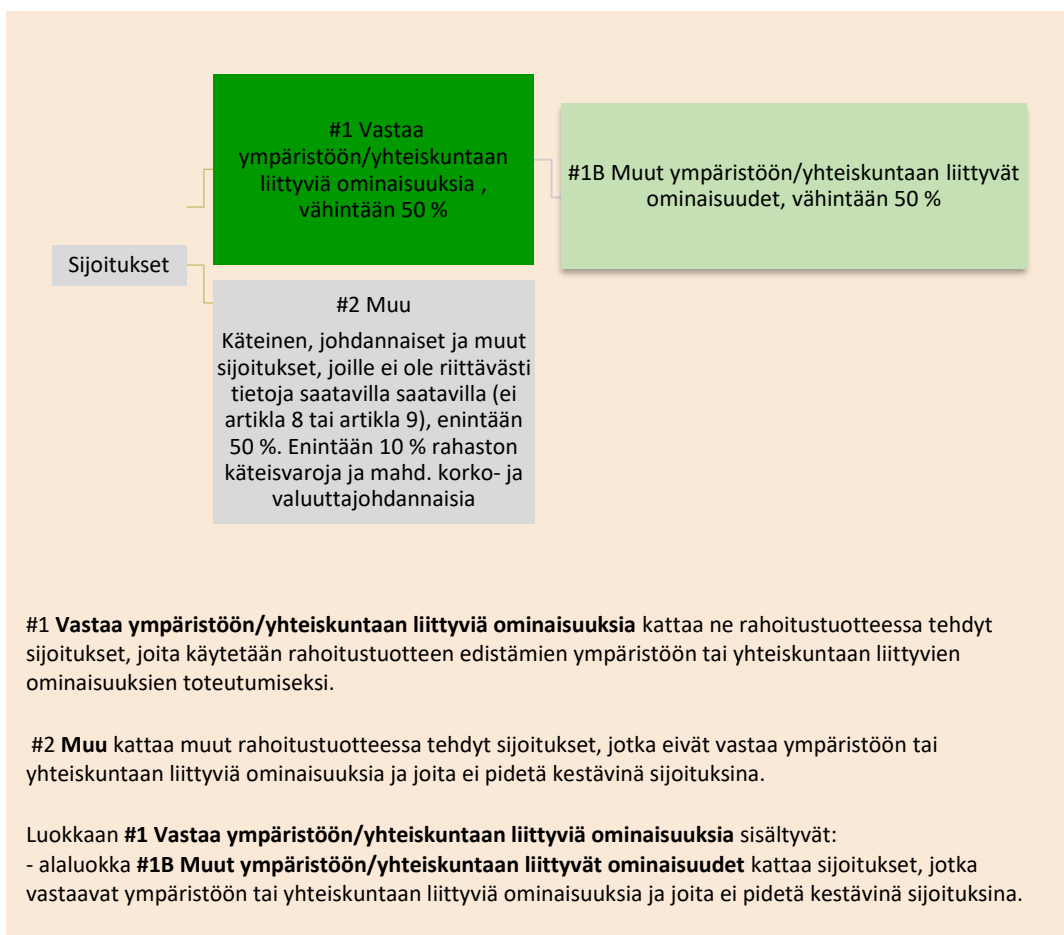 #1 Vastaa
ympäristöön/yhteiskuntaan
liittyviä ominaisuuksia ,
vähintään 50 %
#1B Muut ympäristöön/yhteiskuntaan liittyvät
ominaisuudet, vähintään 50 %
Sijoitukset
#2 Muu
Käteinen, johdannaiset ja muut
sijoitukset, joille ei ole riittävästi
tietoja saatavilla saatavilla (ei
artikla 8 tai artikla 9), enintään
50 %. Enintään 10 % rahaston
käteisvaroja ja mahd. korko- ja
valuuttajohdannaisia
#1 Vastaa ympäristöön/yhteiskuntaan liittyviä ominaisuuksia kattaa ne rahoitustuotteessa tehdyt
sijoitukset, joita käytetään rahoitustuotteen edistämien ympäristöön tai yhteiskuntaan liittyvien
ominaisuuksien toteutumiseksi.
#2 Muu kattaa muut rahoitustuotteessa tehdyt sijoitukset, jotka eivät vastaa ympäristöön tai
yhteiskuntaan liittyviä ominaisuuksia ja joita ei pidetä kestävinä sijoituksina.
Luokkaan #1 Vastaa ympäristöön/yhteiskuntaan liittyviä ominaisuuksia sisältyvät:
- alaluokka #1B Muut ympäristöön/yhteiskuntaan liittyvät ominaisuudet kattaa sijoitukset, jotka
vastaavat ympäristöön tai yhteiskuntaan liittyviä ominaisuuksia ja joita ei pidetä kestävinä sijoituksina.